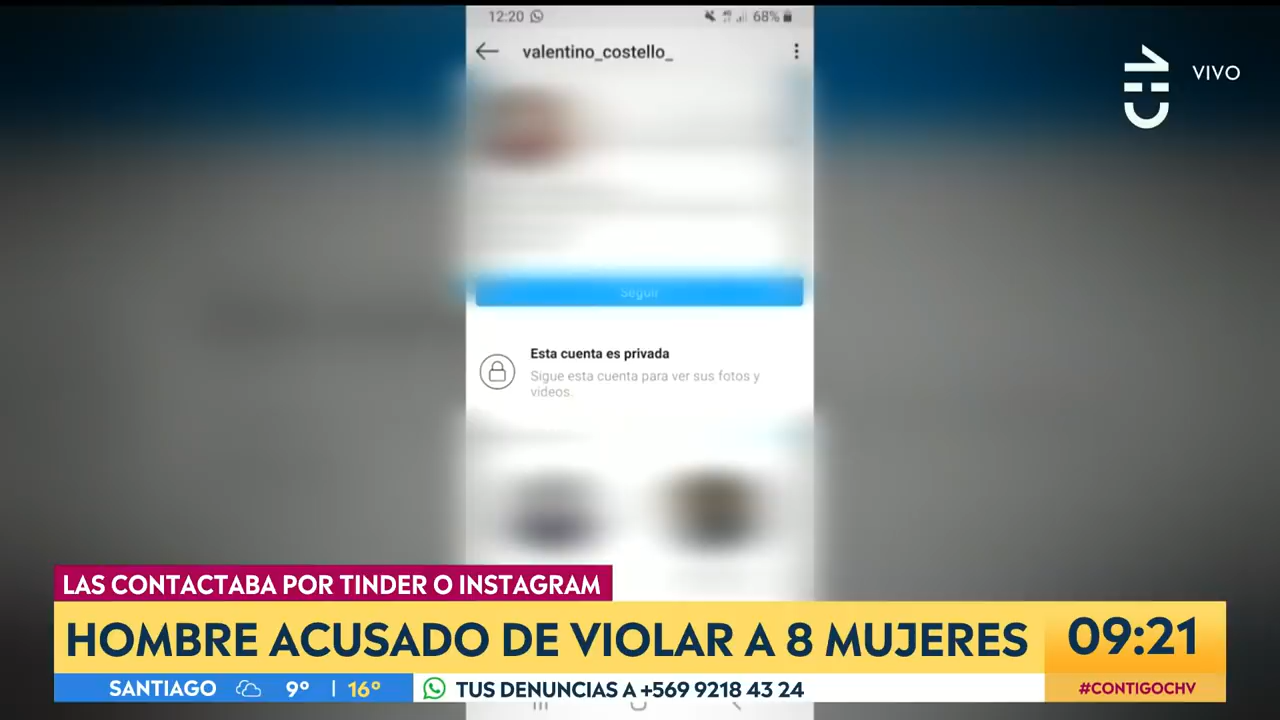 12:20
68%
valentino_costello_
CHV
VIVO
Seguir
Esta cuenta es privada
Sigue esta cuenta para ver sus fotos y
videos.
LAS CONTACTABA POR TINDER O INSTAGRAM
HOMBRE ACUSADO DE VIOLAR A 8 MUJERES
09:21
SANTIAGO 9° | 16°
TUS DENUNCIAS A +569 9218 43 24
#CONTIGOCHV